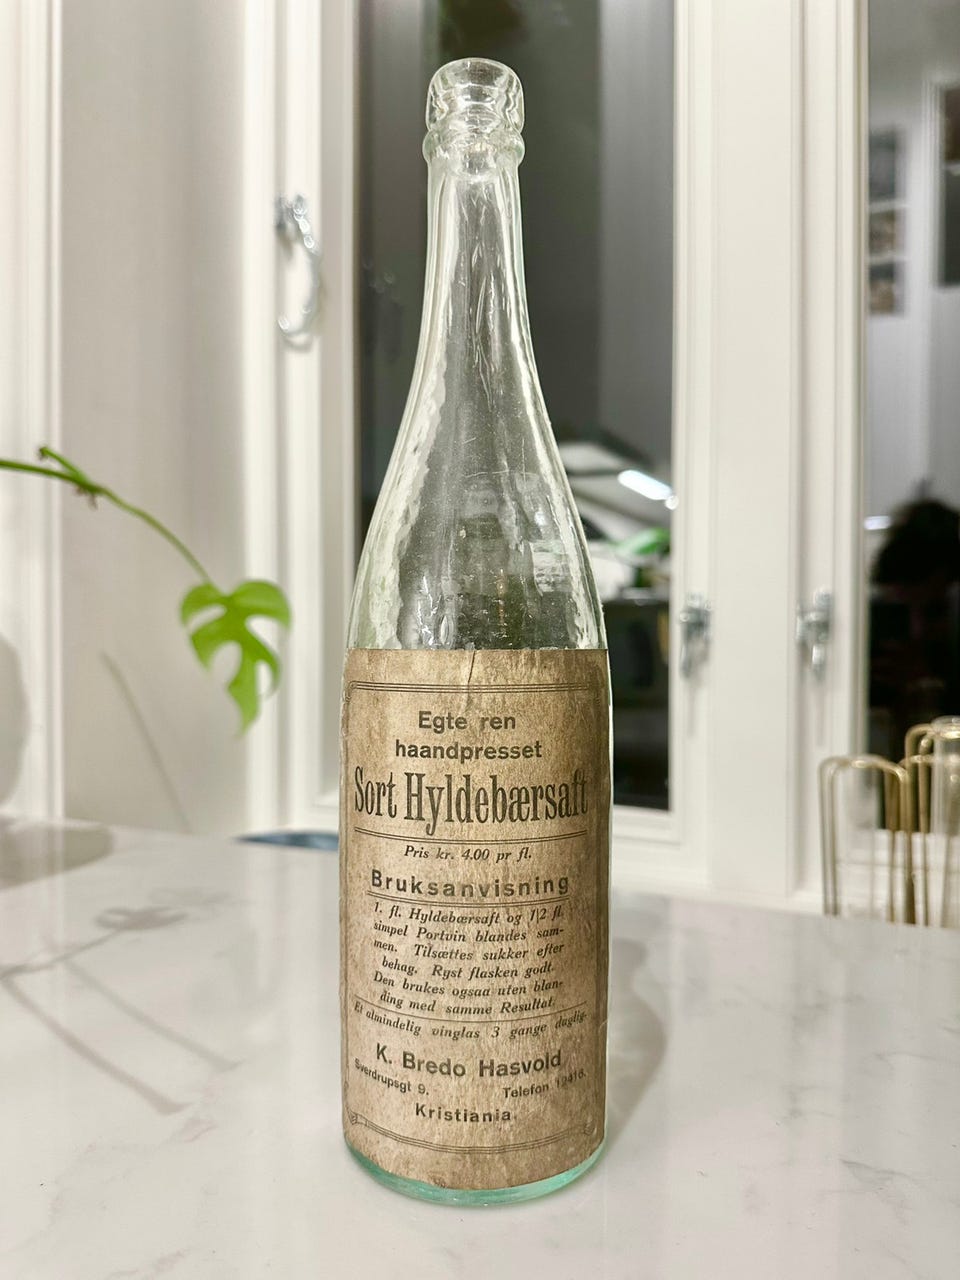 Egte ren
haandpresset
Sort Hyldebærsaft
Pris kr. 4.00 pr fl.
Bruksanvisning
1. fl. Hyldebærsaft og 1/2 fl.
simpel Portvin blandes sam-
men. Tilsættes sukker efter
behag. Ryst flasken godt.
Den brukes ogsaa uten blan-
ding med samme Resultat.
Et almindelig vinglas 3 gange daglig.
K. Bredo Hasvold
Sverdrupsgt 9. Telefon
Kristiania